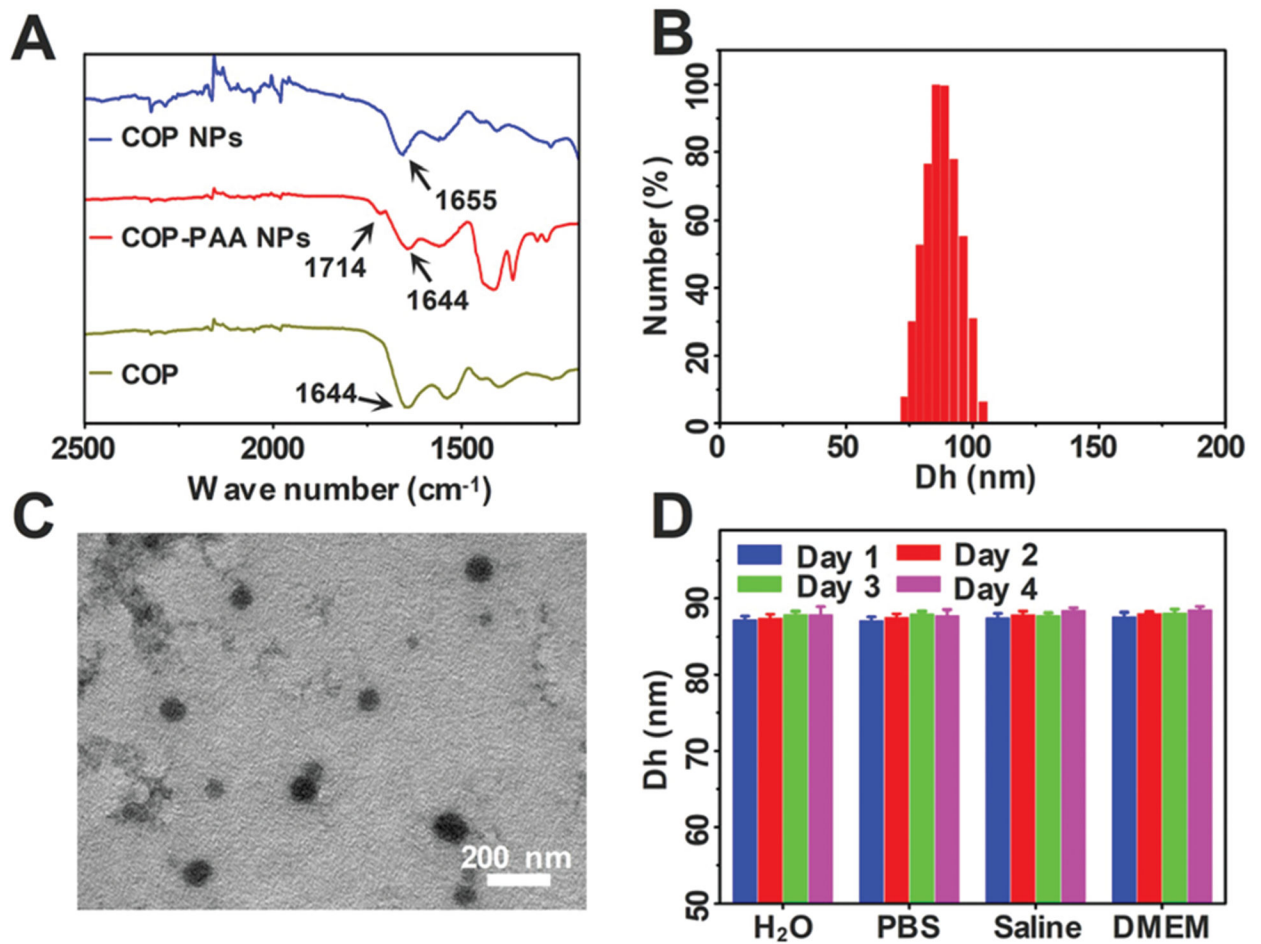 A
COP NPs
1655
COP-PAA NPs
1714
1644
COP
1644
2500 2000 1500
Wave number (cm⁻¹)
B
100
80
60
40
20
0
Number (%)
0 50 100 150 200
Dh (nm)
C
200 nm
D
Day 1 Day 2
Day 3 Day 4
90
80
70
60
50
Dh (nm)
H₂O PBS Saline DMEM